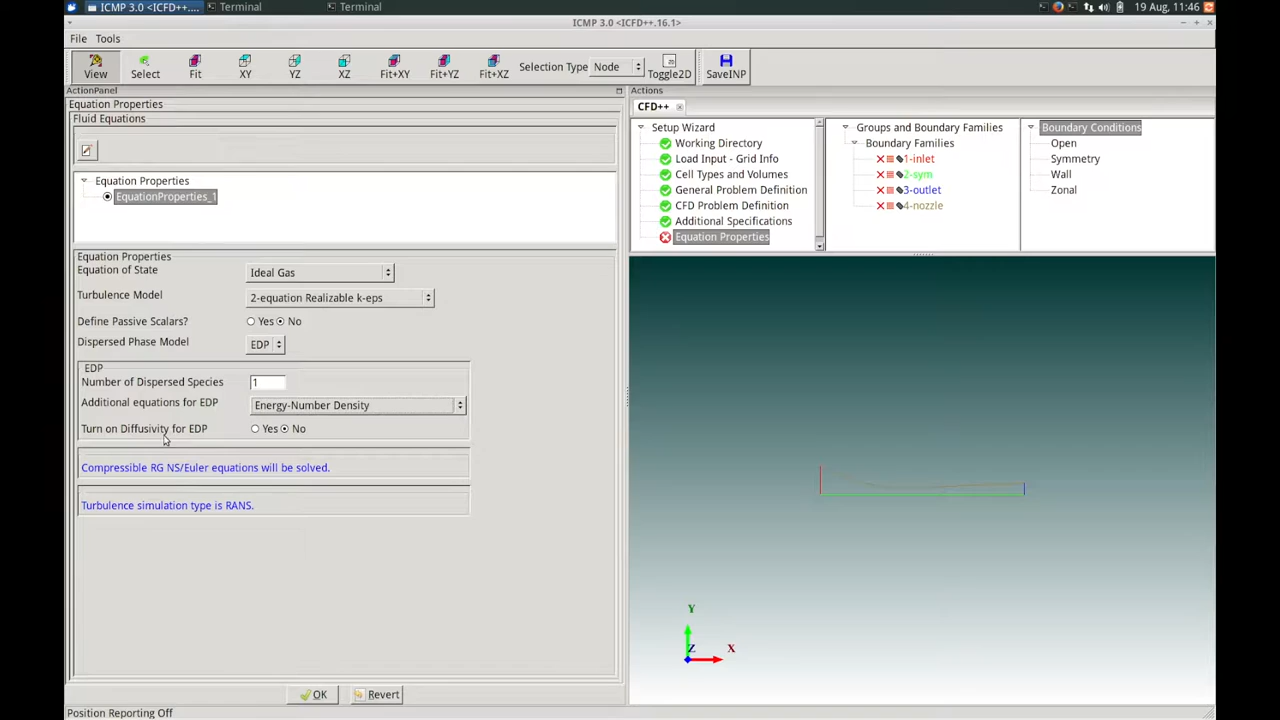 ICMP 3.0 <ICFD++....
Terminal
Terminal
19 Aug, 11:46
ICMP 3.0 <ICFD++.16.1>
File Tools
View Select Fit XY YZ XZ Fit+XY Fit+YZ Fit+XZ Selection Type Node Toggle2D SaveINP
ActionPanel
Equation Properties
Fluid Equations
Equation Properties
EquationProperties_1
Equation Properties
Equation of State Ideal Gas
Turbulence Model 2-equation Realizable k-eps
Define Passive Scalars? Yes No
Dispersed Phase Model EDP
EDP
Number of Dispersed Species 1
Additional equations for EDP Energy-Number Density
Turn on Diffusivity for EDP Yes No
Compressible RG NS/Euler equations will be solved.
Turbulence simulation type is RANS.
OK Revert
Position Reporting Off
Actions
CFD++
Setup Wizard
Working Directory
Load Input - Grid Info
Cell Types and Volumes
General Problem Definition
CFD Problem Definition
Additional Specifications
Equation Properties
Groups and Boundary Families
Boundary Families
1-inlet
2-sym
3-outlet
4-nozzle
Boundary Conditions
Open
Symmetry
Wall
Zonal
Y
Z
X